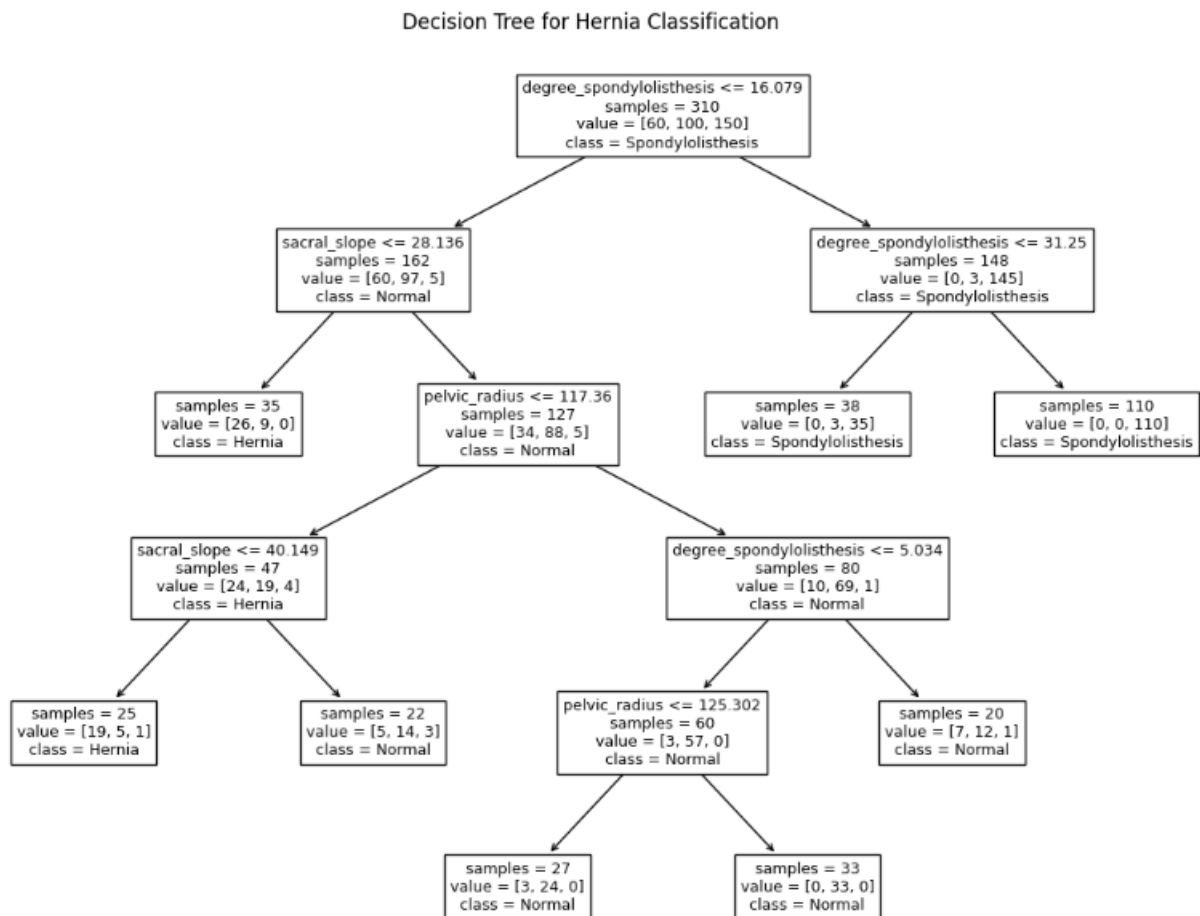 Decision Tree for Hernia Classification
degree_spondylolisthesis <= 16.079
samples = 310
value = [60, 100, 150]
class = Spondylolisthesis
sacral_slope <= 28.136
samples = 162
value = [60, 97, 5]
class = Normal
degree_spondylolisthesis <= 31.25
samples = 148
value = [0, 3, 145]
class = Spondylolisthesis
samples = 35
value = [26, 9, 0]
class = Hernia
pelvic_radius <= 117.36
samples = 127
value = [34, 88, 5]
class = Normal
samples = 38
value = [0, 3, 35]
class = Spondylolisthesis
samples = 110
value = [0, 0, 110]
class = Spondylolisthesis
sacral_slope <= 40.149
samples = 47
value = [24, 19, 4]
class = Hernia
degree_spondylolisthesis <= 5.034
samples = 80
value = [10, 69, 1]
class = Normal
samples = 25
value = [19, 5, 1]
class = Hernia
samples = 22
value = [5, 14, 3]
class = Normal
pelvic_radius <= 125.302
samples = 60
value = [3, 57, 0]
class = Normal
samples = 20
value = [7, 12, 1]
class = Normal
samples = 27
value = [3, 24, 0]
class = Normal
samples = 33
value = [0, 33, 0]
class = Normal